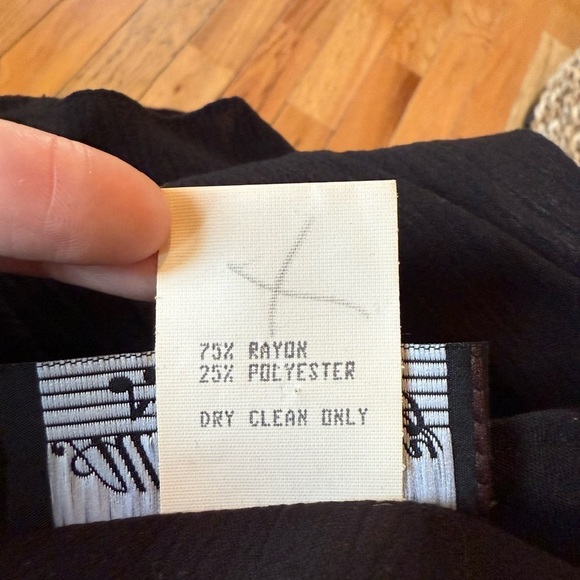 75% RAYON
25% POLYESTER
DRY CLEAN ONLY